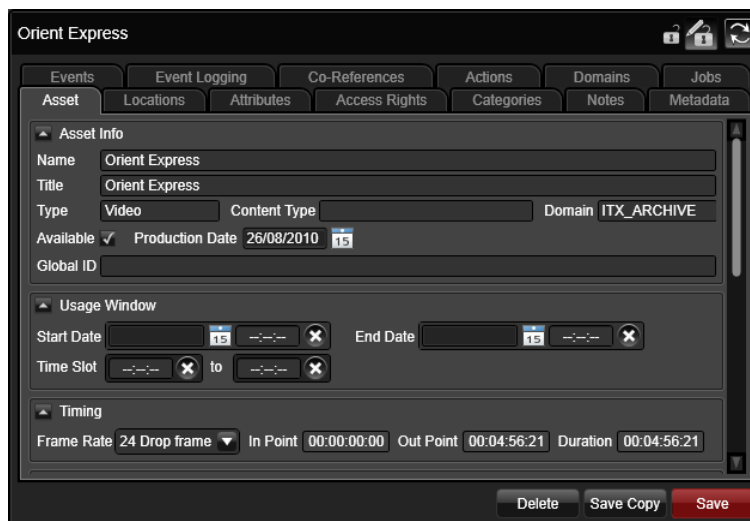 Orient Express
Events Event Logging Co-References Actions Domains Jobs
Asset Locations Attributes Access Rights Categories Notes Metadata
Asset Info
Name Orient Express
Title Orient Express
Type Video Content Type Domain ITX_ARCHIVE
Available Production Date 26/08/2010 15
Global ID
Usage Window
Start Date 15 --:--:-- End Date 15 --:--:--
Time Slot --:--:-- to --:--:--
Timing
Frame Rate 24 Drop frame In Point 00:00:00:00 Out Point 00:04:56:21 Duration 00:04:56:21
Delete Save Copy Save